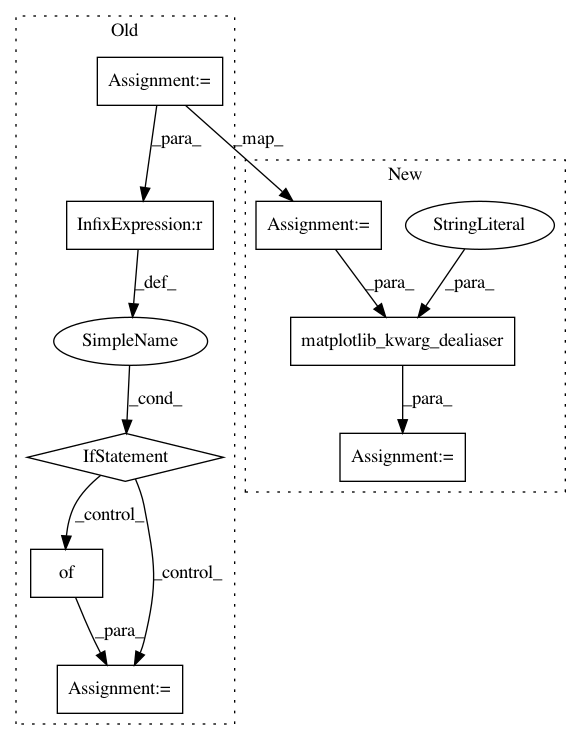 Old
Assignment:=
_para_
_map_
New
InfixExpression:r
Assignment:=
StringLiteral
_def_
_para_
_para_
SimpleName
matplotlib_kwarg_dealiaser
_cond_
_para_
IfStatement
Assignment:=
_control_
of
_control_
_para_
Assignment:=